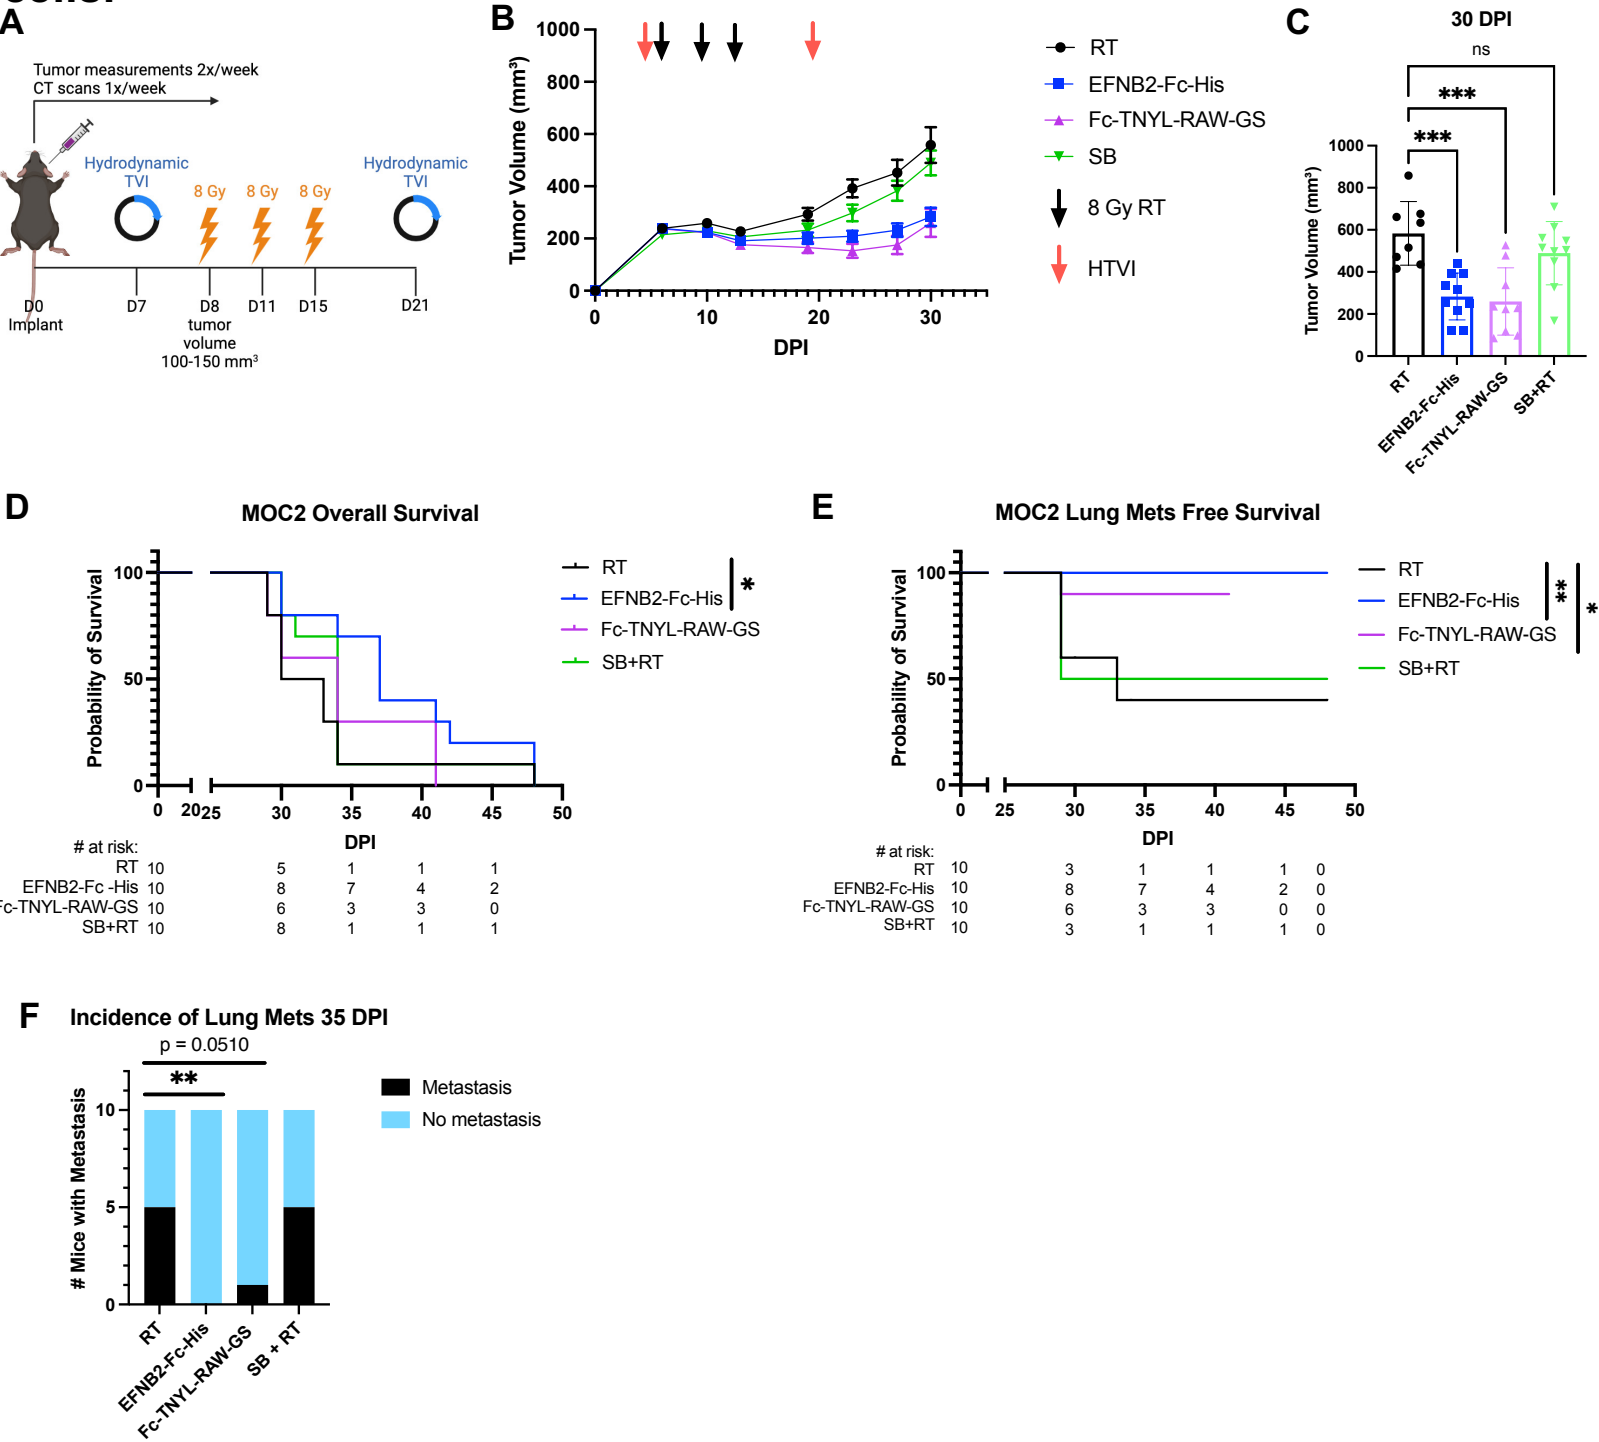 A
Tumor measurements 2x/week
CT scans 1x/week
Hydrodynamic
TVI
8 Gy
8 Gy
8 Gy
Hydrodynamic
TVI
D0
Implant
D7
D8
tumor
volume
100-150 mm³
D11
D15
D21
B
Tumor Volume (mm³)
1000
800
600
400
200
0
0 10 20 30
DPI
RT
EFNB2-Fc-His
Fc-TNYL-RAW-GS
SB
8 Gy RT
HTVI
C
30 DPI
ns
***
***
Tumor Volume (mm³)
1000
800
600
400
200
0
RT
EFNB2-Fc-His
Fc-TNYL-RAW-GS
SB+RT
D
MOC2 Overall Survival
Probability of Survival
100
50
0
0 20 25 30 35 40 45 50
DPI
RT
EFNB2-Fc-His
Fc-TNYL-RAW-GS
SB+RT
*
# at risk:
RT 10 5 1 1 1
EFNB2-Fc -His 10 8 7 4 2
Fc-TNYL-RAW-GS 10 6 3 3 0
SB+RT 10 8 1 1 1
E
MOC2 Lung Mets Free Survival
Probability of Survival
100
50
0
0 25 30 35 40 45 50
DPI
RT
EFNB2-Fc-His
Fc-TNYL-RAW-GS
SB+RT
**
*
# at risk:
RT 10 3 1 1 1 0
EFNB2-Fc-His 10 8 7 4 2 0
Fc-TNYL-RAW-GS 10 6 3 3 0 0
SB+RT 10 3 1 1 1 0
F
Incidence of Lung Mets 35 DPI
p = 0.0510
**
# Mice with Metastasis
10
5
0
RT
EFNB2-Fc-His
Fc-TNYL-RAW-GS
SB + RT
Metastasis
No metastasis